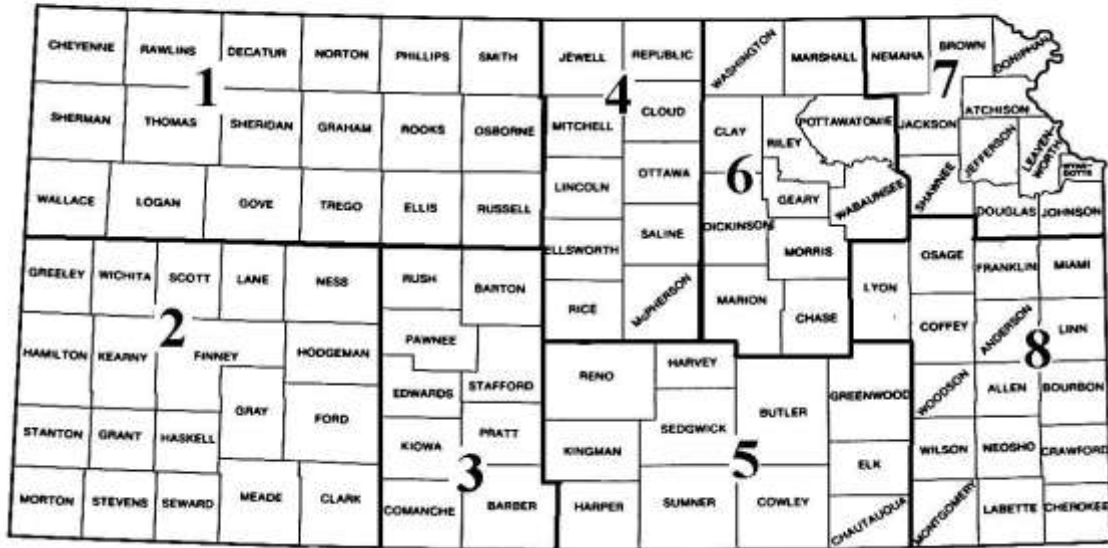 CHEYENNE RAWLINS DECATUR NORTON PHILLIPS SMITH JEWELL REPUBLIC WASHINGTON MARSHALL NEMAHA BROWN DONIPHAN
1 4 7
SHERMAN THOMAS SHERIDAN GRAHAM ROOKS OSBORNE MITCHELL CLOUD CLAY RILEY POTTAWATOMIE JACKSON ATCHISON
6
JEFFERSON LEAVEN-
WORTH
WYAN-
DOTTE
WALLACE LOGAN GOVE TREGO ELLIS RUSSELL LINCOLN OTTAWA DICKINSON GEARY WABAUNSEE SHAWNEE DOUGLAS JOHNSON
GREELEY WICHITA SCOTT LANE NESS RUSH BARTON ELLSWORTH SALINE MORRIS LYON OSAGE FRANKLIN MIAMI
2
RICE McPHERSON MARION CHASE
HAMILTON KEARNY FINNEY HODGEMAN PAWNEE COFFEY ANDERSON LINN
8
EDWARDS STAFFORD RENO HARVEY BUTLER GREENWOOD WOODSON ALLEN BOURBON
GRAY FORD
STANTON GRANT HASKELL KIOWA PRATT KINGMAN SEDGWICK ELK WILSON NEOSHO CRAWFORD
3 5
MORTON STEVENS SEWARD MEADE CLARK COMANCHE BARBER HARPER SUMNER COWLEY CHAUTAUQUA MONTGOMERY LABETTE CHEROKEE